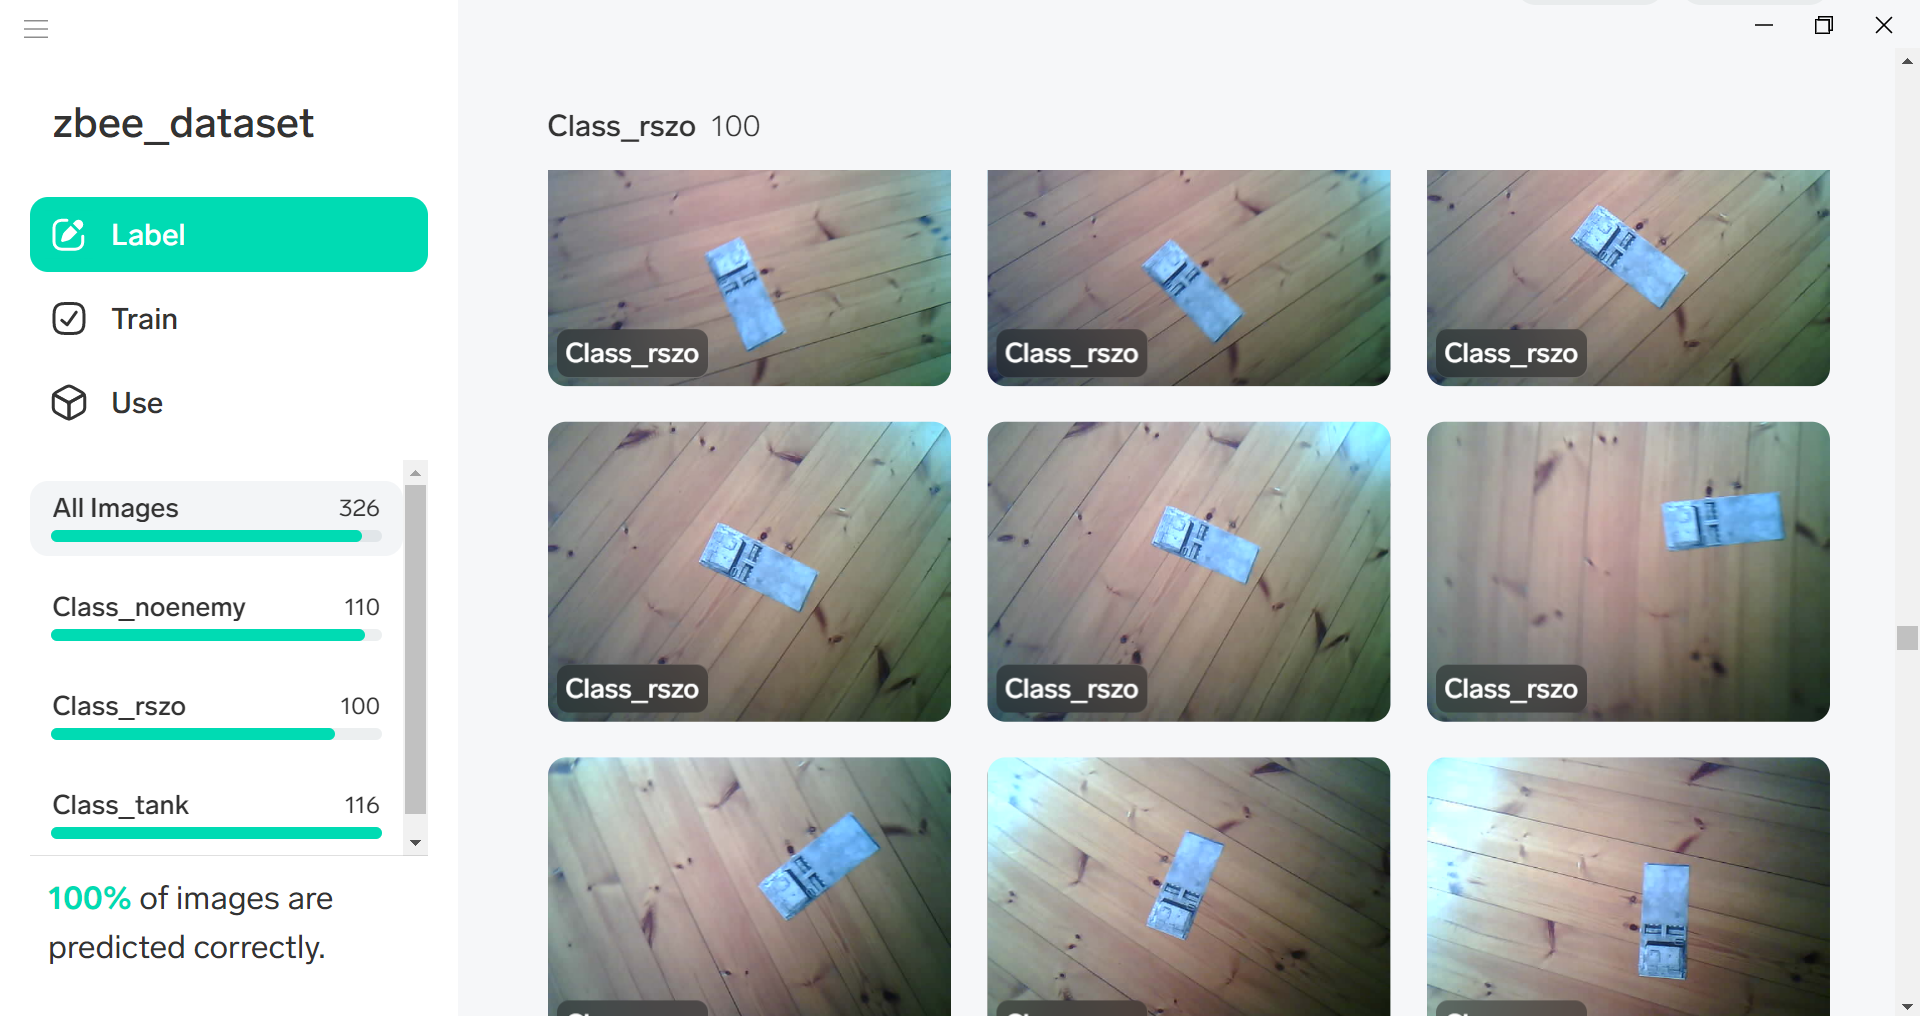 zbee_dataset
Label
Train
Use
All Images 326
Class_noenemy 110
Class_rszo 100
Class_tank 116
100% of images are
predicted correctly.
Class_rszo 100
Class_rszo
Class_rszo
Class_rszo
Class_rszo
Class_rszo
Class_rszo